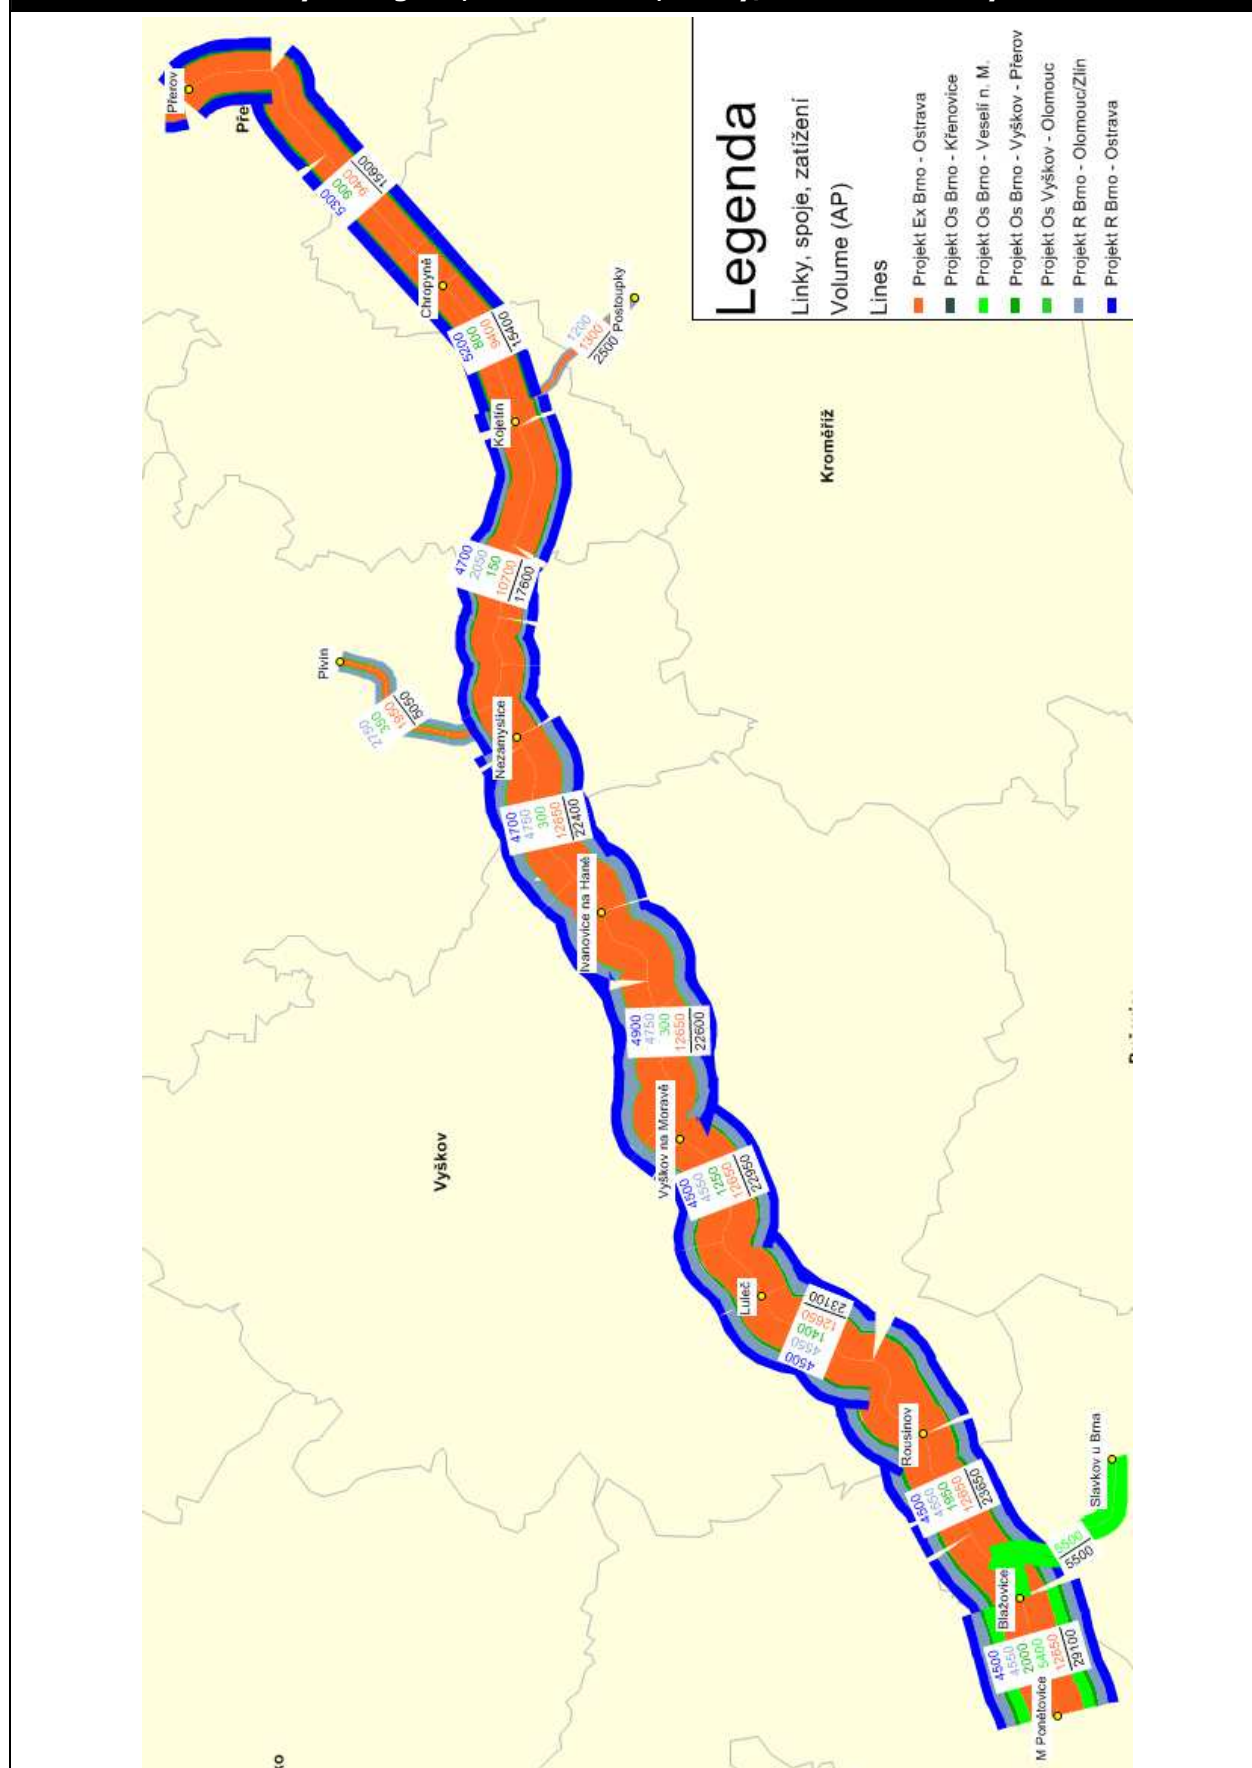 Přerov
Pře
5300
900
9400
15600
Chropyně
5200
800
9400
15400
Kojetín
1200
1300
2500
Postoupky
Kroměříž
4700
2050
150
10700
17600
Pivín
2750
350
1950
5050
Nezamyslice
4700
4750
300
12650
22400
Ivanovice na Hané
4900
4750
300
12650
22600
Vyškov na Moravě
Vyškov
4500
4550
1250
12650
22950
Luleč
4500
4550
1400
12650
23100
Rousínov
4500
4550
1950
12650
23650
Slavkov u Brna
5500
5500
Blažovice
4500
4550
2000
5400
12650
29100
M Ponětovice
Legenda
Linky, spoje, zatížení
Volume (AP)
Lines
Projekt Ex Brno - Ostrava
Projekt Os Brno - Křenovice
Projekt Os Brno - Veselí n. M.
Projekt Os Brno - Vyškov - Přerov
Projekt Os Vyškov - Olomouc
Projekt R Brno - Olomouc/Zlín
Projekt R Brno - Ostrava